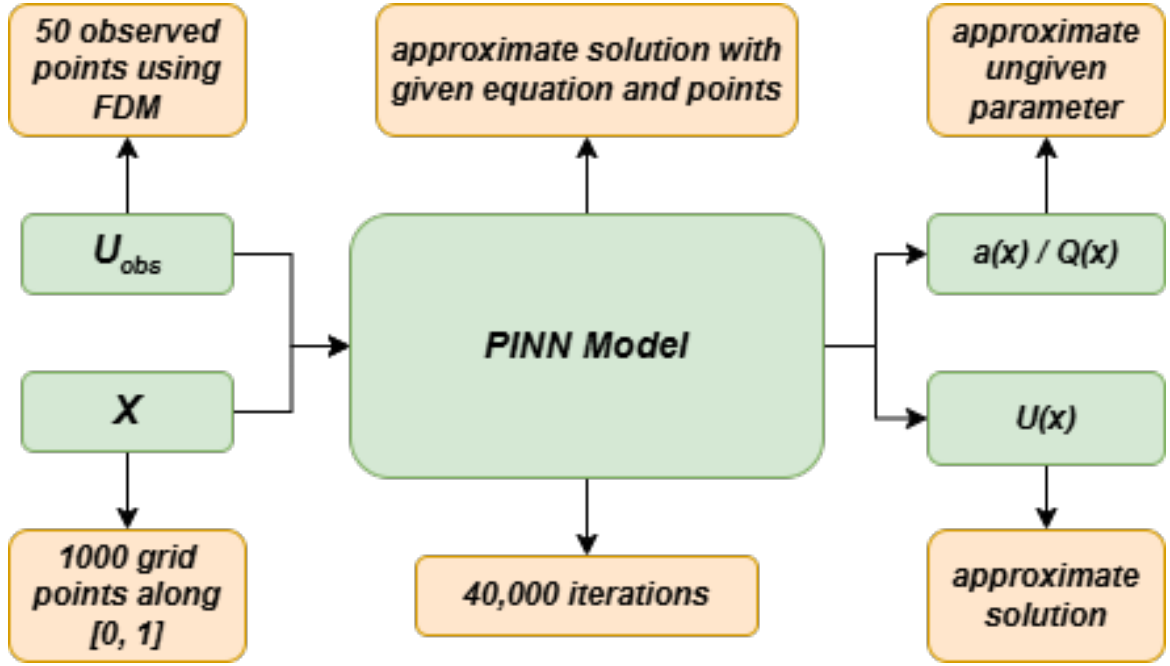 50 observed
points using
FDM
approximate solution with
given equation and points
approximate
ungiven
parameter
U_obs
a(x) / Q(x)
PINN Model
X
U(x)
1000 grid
points along
[0, 1]
40,000 iterations
approximate
solution